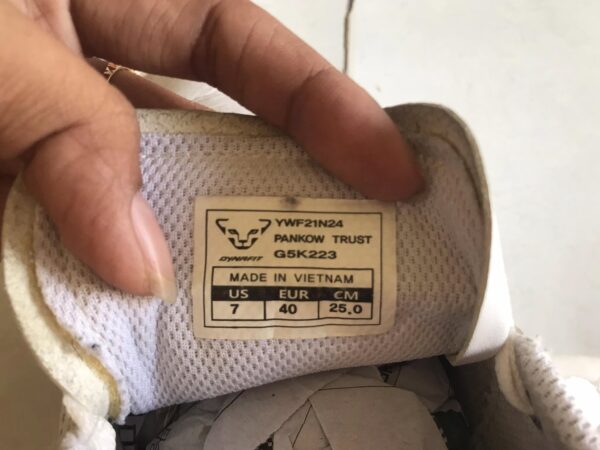 YWF21N24
PANKOW TRUST
G5K223
DYNAFIT
MADE IN VIETNAM
US EUR CM
7 40 25.0